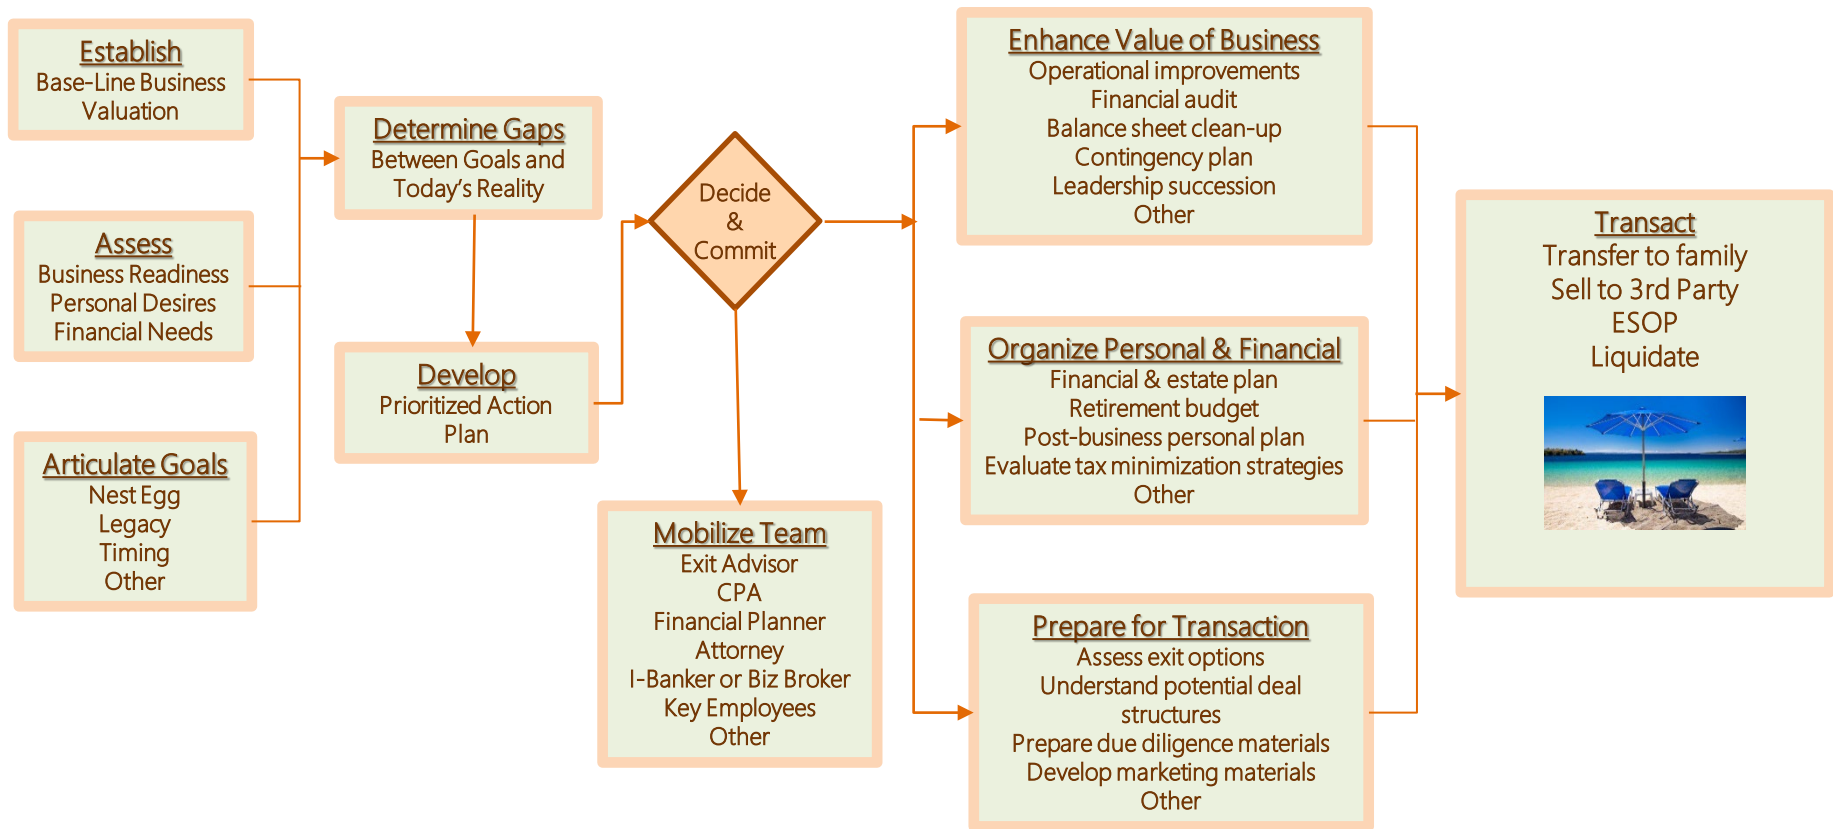 Establish
Base-Line Business
Valuation
Assess
Business Readiness
Personal Desires
Financial Needs
Articulate Goals
Nest Egg
Legacy
Timing
Other
Determine Gaps
Between Goals and
Today’s Reality
Develop
Prioritized Action
Plan
Decide
&
Commit
Mobilize Team
Exit Advisor
CPA
Financial Planner
Attorney
I-Banker or Biz Broker
Key Employees
Other
Enhance Value of Business
Operational improvements
Financial audit
Balance sheet clean-up
Contingency plan
Leadership succession
Other
Organize Personal & Financial
Financial & estate plan
Retirement budget
Post-business personal plan
Evaluate tax minimization strategies
Other
Prepare for Transaction
Assess exit options
Understand potential deal
structures
Prepare due diligence materials
Develop marketing materials
Other
Transact
Transfer to family
Sell to 3rd Party
ESOP
Liquidate